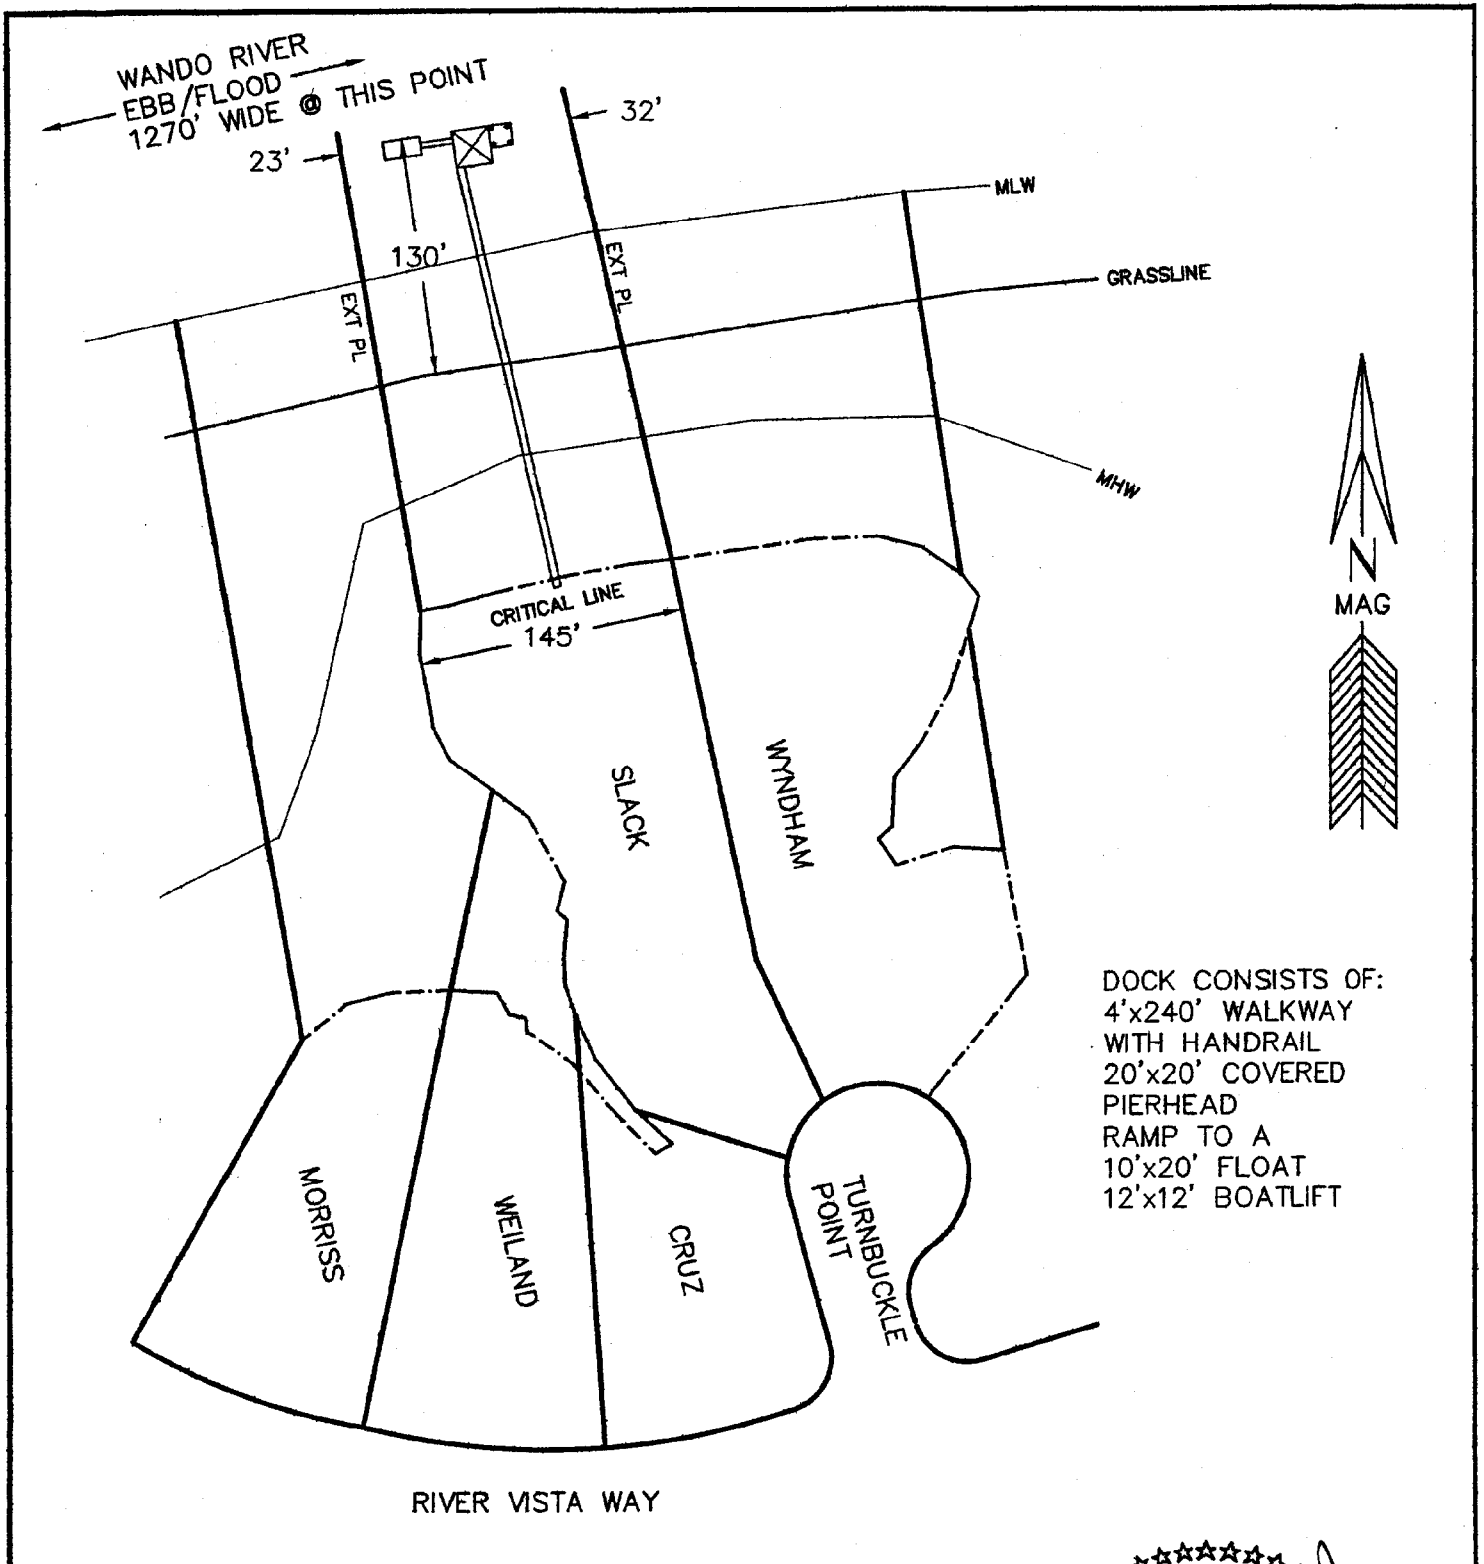 WANDO RIVER
EBB/FLOOD
1270' WIDE @ THIS POINT
23'
32'
MLW
130'
EXT PL
EXT PL
GRASSLINE
MHW
N
MAG
CRITICAL LINE
145'
SLACK
WYNDHAM
DOCK CONSISTS OF:
4'x240' WALKWAY
WITH HANDRAIL
20'x20' COVERED
PIERHEAD
RAMP TO A
10'x20' FLOAT
12'x12' BOATLIFT
MORRISS
WEILAND
CRUZ
TURNBUCKLE
POINT
RIVER VISTA WAY